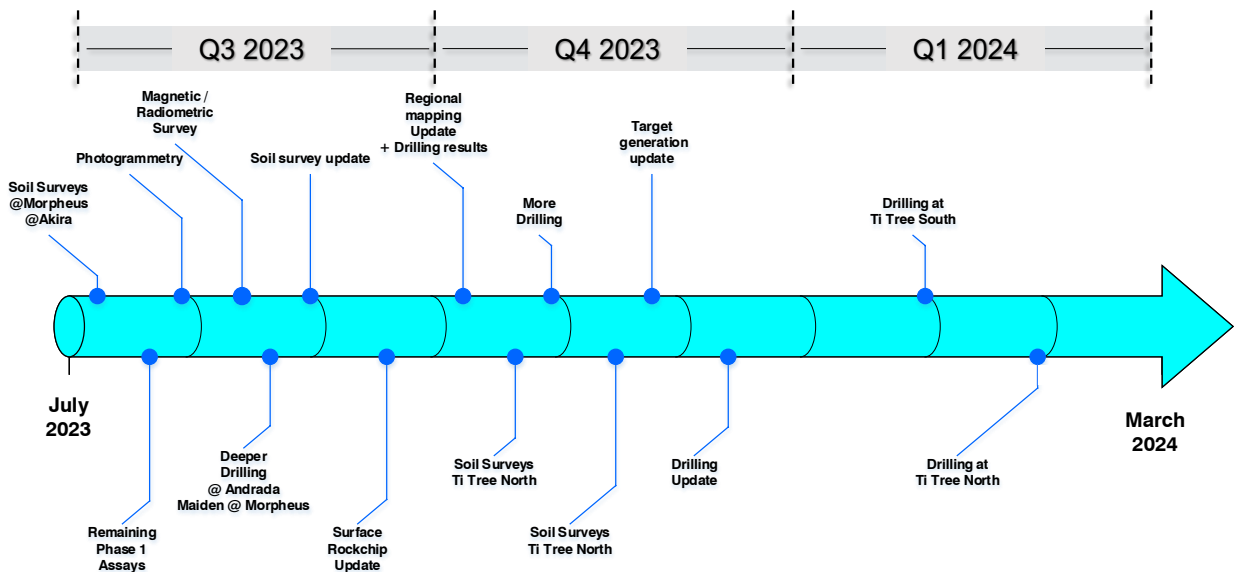 Q3 2023
Q4 2023
Q1 2024
Magnetic /
Radiometric
Survey
Regional
mapping
Update
+ Drilling results
Target
generation
update
Photogrammetry
Soil survey update
Soil Surveys
@Morpheus
@Akira
More
Drilling
Drilling at
Ti Tree South
July
2023
March
2024
Deeper
Drilling
@ Andrada
Maiden @ Morpheus
Soil Surveys
Ti Tree North
Drilling
Update
Drilling at
Ti Tree North
Remaining
Phase 1
Assays
Surface
Rockchip
Update
Soil Surveys
Ti Tree North